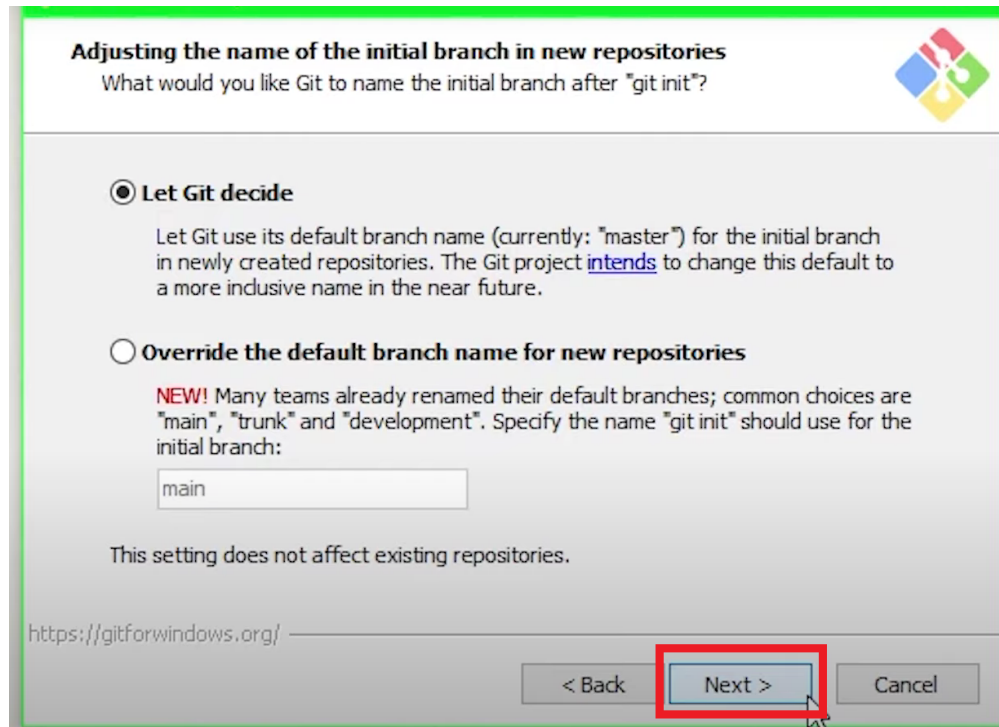 Adjusting the name of the initial branch in new repositories
What would you like Git to name the initial branch after "git init"?
Let Git decide
Let Git use its default branch name (currently: "master") for the initial branch
in newly created repositories. The Git project intends to change this default to
a more inclusive name in the near future.
Override the default branch name for new repositories
NEW! Many teams already renamed their default branches; common choices are
"main", "trunk" and "development". Specify the name "git init" should use for the
initial branch:
main
This setting does not affect existing repositories.
https://gitforwindows.org/
< Back
Next >
Cancel